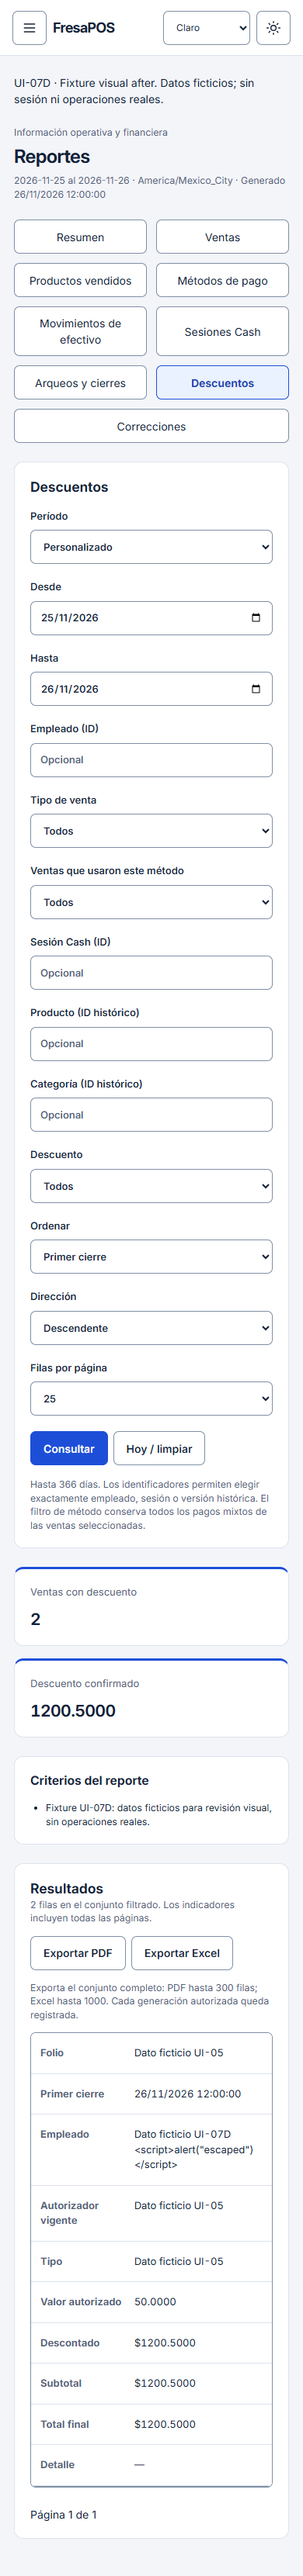 FresaPOS
Claro
UI-07D · Fixture visual after. Datos ficticios; sin
sesión ni operaciones reales.
Información operativa y financiera
Reportes
2026-11-25 al 2026-11-26 · America/Mexico_City · Generado
26/11/2026 12:00:00
Resumen
Ventas
Productos vendidos
Métodos de pago
Movimientos de
efectivo
Sesiones Cash
Arqueos y cierres
Descuentos
Correcciones
Descuentos
Período
Personalizado
Desde
25/11/2026
Hasta
26/11/2026
Empleado (ID)
Opcional
Tipo de venta
Todos
Ventas que usaron este método
Todos
Sesión Cash (ID)
Opcional
Producto (ID histórico)
Opcional
Categoría (ID histórico)
Opcional
Descuento
Todos
Ordenar
Primer cierre
Dirección
Descendente
Filas por página
25
Consultar
Hoy / limpiar
Hasta 366 días. Los identificadores permiten elegir
exactamente empleado, sesión o versión histórica. El
filtro de método conserva todos los pagos mixtos de
las ventas seleccionadas.
Ventas con descuento
2
Descuento confirmado
1200.5000
Criterios del reporte
• Fixture UI-07D: datos ficticios para revisión visual,
sin operaciones reales.
Resultados
2 filas en el conjunto filtrado. Los indicadores
incluyen todas las páginas.
Exportar PDF
Exportar Excel
Exporta el conjunto completo: PDF hasta 300 filas;
Excel hasta 1000. Cada generación autorizada queda
registrada.
Folio Dato ficticio UI-05
Primer cierre 26/11/2026 12:00:00
Empleado Dato ficticio UI-07D
<script>alert("escaped")
</script>
Autorizador Dato ficticio UI-05
vigente
Tipo Dato ficticio UI-05
Valor autorizado 50.0000
Descontado $1200.5000
Subtotal $1200.5000
Total final $1200.5000
Detalle —
Página 1 de 1